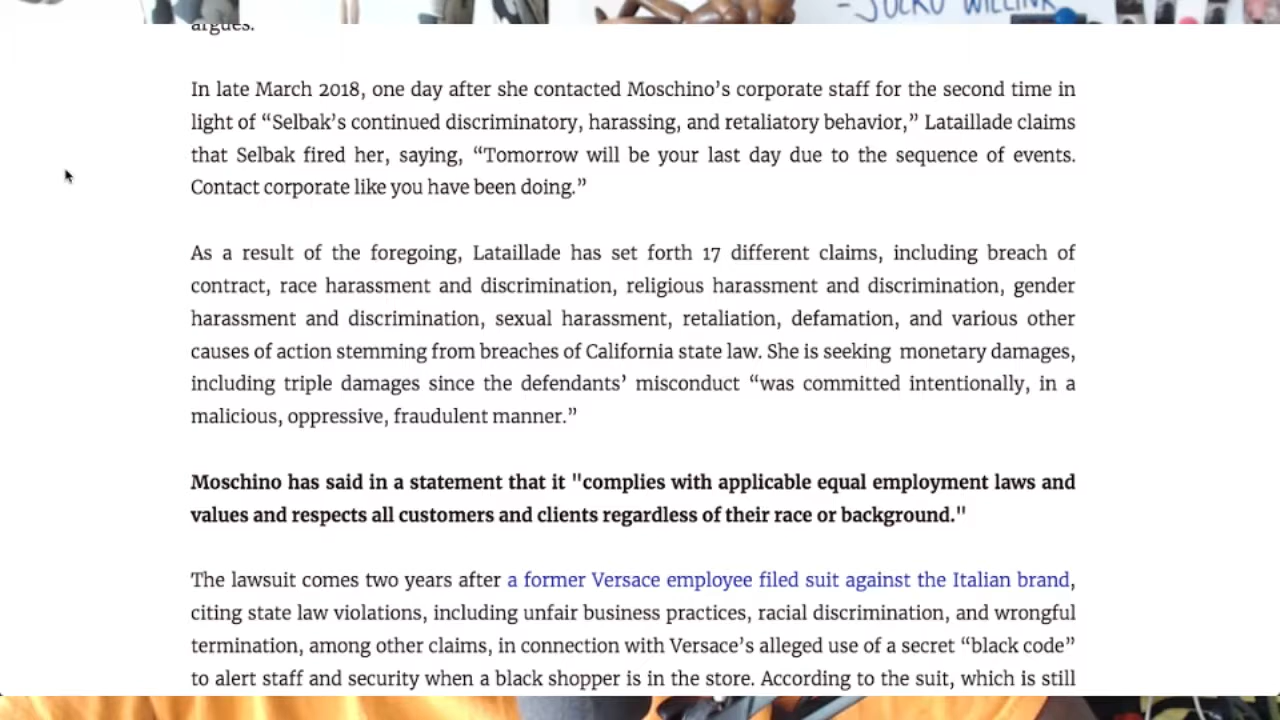 -JOCKO WILLINK
argues.
In late March 2018, one day after she contacted Moschino’s corporate staff for the second time in
light of “Selbak’s continued discriminatory, harassing, and retaliatory behavior,” Lataillade claims
that Selbak fired her, saying, “Tomorrow will be your last day due to the sequence of events.
Contact corporate like you have been doing.”
As a result of the foregoing, Lataillade has set forth 17 different claims, including breach of
contract, race harassment and discrimination, religious harassment and discrimination, gender
harassment and discrimination, sexual harassment, retaliation, defamation, and various other
causes of action stemming from breaches of California state law. She is seeking monetary damages,
including triple damages since the defendants’ misconduct “was committed intentionally, in a
malicious, oppressive, fraudulent manner.”
Moschino has said in a statement that it "complies with applicable equal employment laws and
values and respects all customers and clients regardless of their race or background."
The lawsuit comes two years after a former Versace employee filed suit against the Italian brand,
citing state law violations, including unfair business practices, racial discrimination, and wrongful
termination, among other claims, in connection with Versace’s alleged use of a secret “black code”
to alert staff and security when a black shopper is in the store. According to the suit, which is still